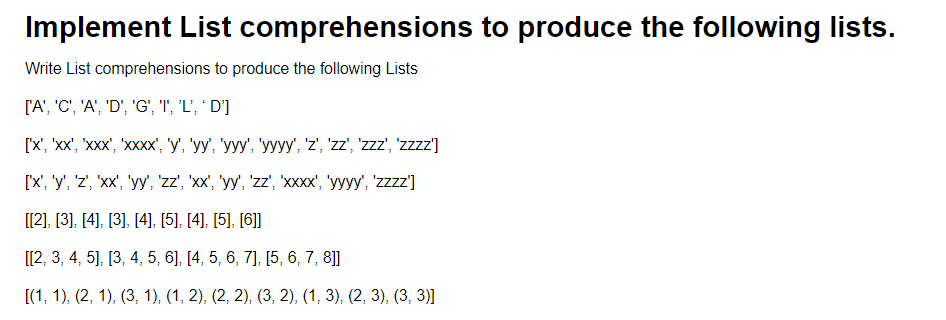 Implement List comprehensions to produce the following lists.
Write List comprehensions to produce the following Lists
['A', 'C', 'A', 'D', 'G', 'I', ’L’, ‘ D’]
['x', 'xx', 'xxx', 'xxxx', 'y', 'yy', 'yyy', 'yyyy', 'z', 'zz', 'zzz', 'zzzz']
['x', 'y', 'z', 'xx', 'yy', 'zz', 'xx', 'yy', 'zz', 'xxxx', 'yyyy', 'zzzz']
[[2], [3], [4], [3], [4], [5], [4], [5], [6]]
[[2, 3, 4, 5], [3, 4, 5, 6], [4, 5, 6, 7], [5, 6, 7, 8]]
[(1, 1), (2, 1), (3, 1), (1, 2), (2, 2), (3, 2), (1, 3), (2, 3), (3, 3)]